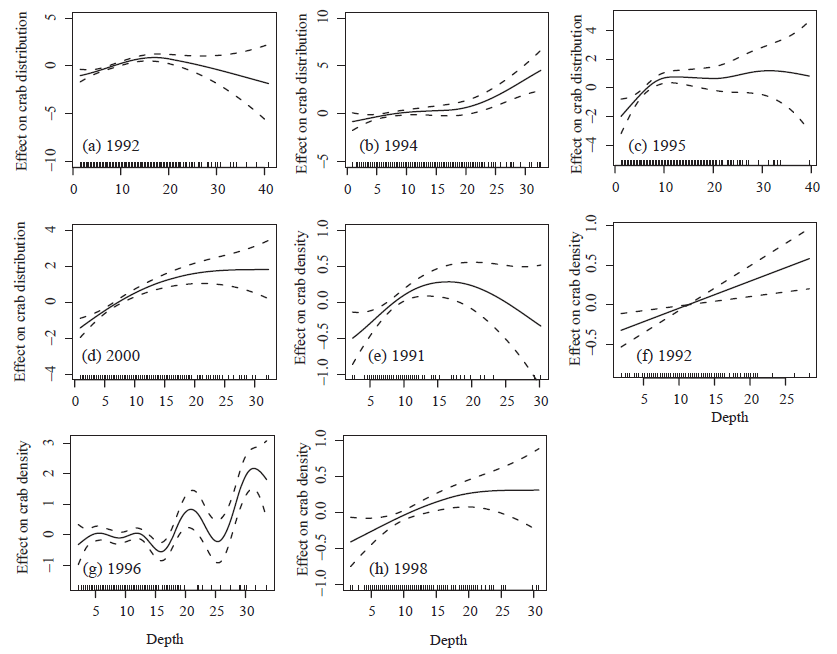 Effect on crab distribution
5
0
−5
−10
(a) 1992
0 10 20 30 40
Effect on crab distribution
10
5
0
−5
(b) 1994
0 5 10 15 20 25 30
Effect on crab distribution
4
2
0
−2
−4
(c) 1995
0 10 20 30 40
Effect on crab distribution
4
2
0
−2
−4
(d) 2000
0 5 10 15 20 25 30
Effect on crab density
1.0
0.5
0.0
−0.5
−1.0
(e) 1991
5 10 15 20 25 30
Effect on crab density
1.0
0.5
0.0
−0.5
(f) 1992
5 10 15 20 25
Depth
Effect on crab density
3
2
1
0
−1
(g) 1996
5 10 15 20 25 30
Depth
Effect on crab density
1.0
0.5
0.0
−0.5
−1.0
(h) 1998
5 10 15 20 25 30
Depth